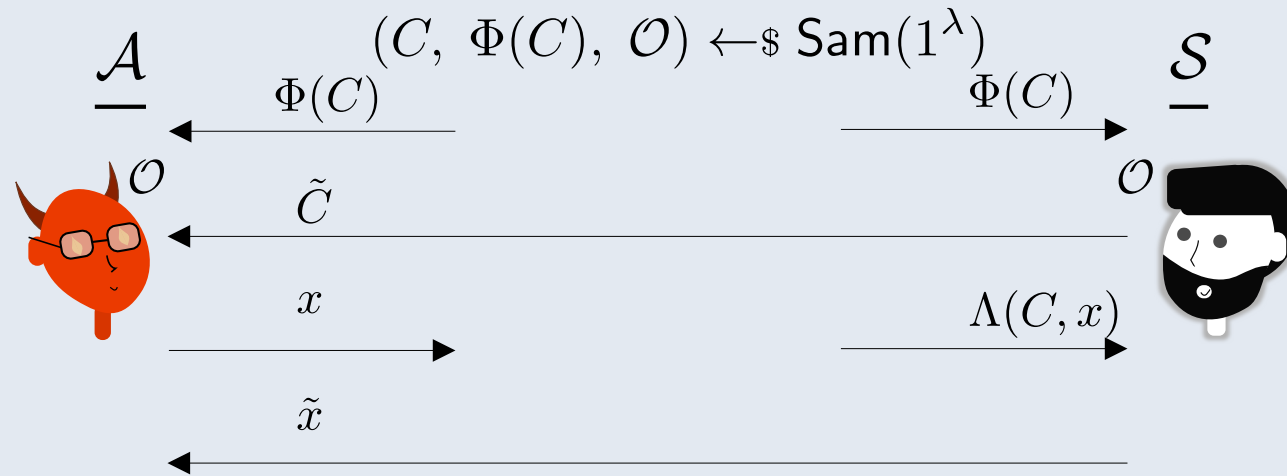 (C, Φ(C), 𝒪) ←$ Sam(1^λ)
𝒜 𝒮
Φ(C) Φ(C)
𝒪 𝒪
C̃
x Λ(C, x)
x̃